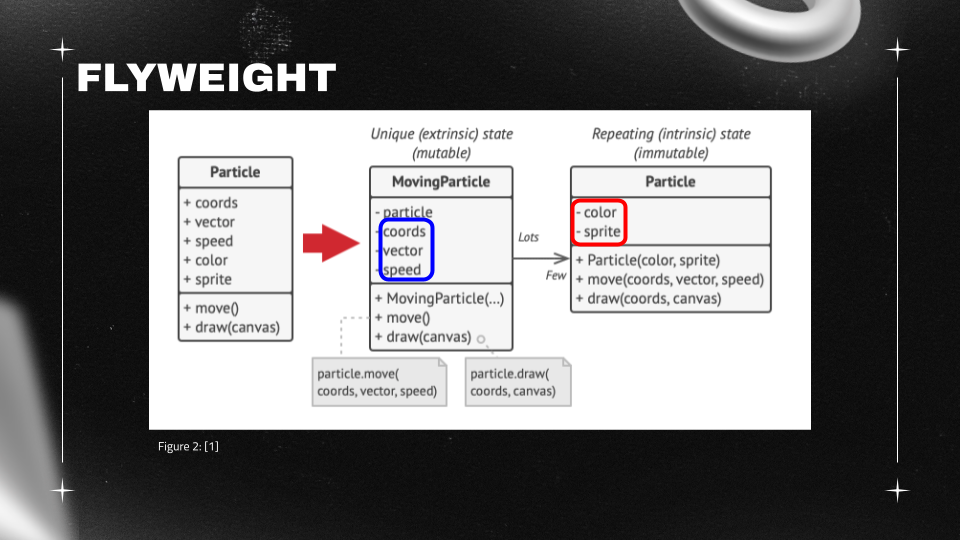 FLYWEIGHT
Particle
+ coords
+ vector
+ speed
+ color
+ sprite
+ move()
+ draw(canvas)
Unique (extrinsic) state
(mutable)
MovingParticle
- particle
- coords
- vector
- speed
+ MovingParticle(...)
+ move()
+ draw(canvas)
particle.move(
coords, vector, speed)
particle.draw(
coords, canvas)
Lots
Few
Repeating (intrinsic) state
(immutable)
Particle
- color
- sprite
+ Particle(color, sprite)
+ move(coords, vector, speed)
+ draw(coords, canvas)
Figure 2: [1]